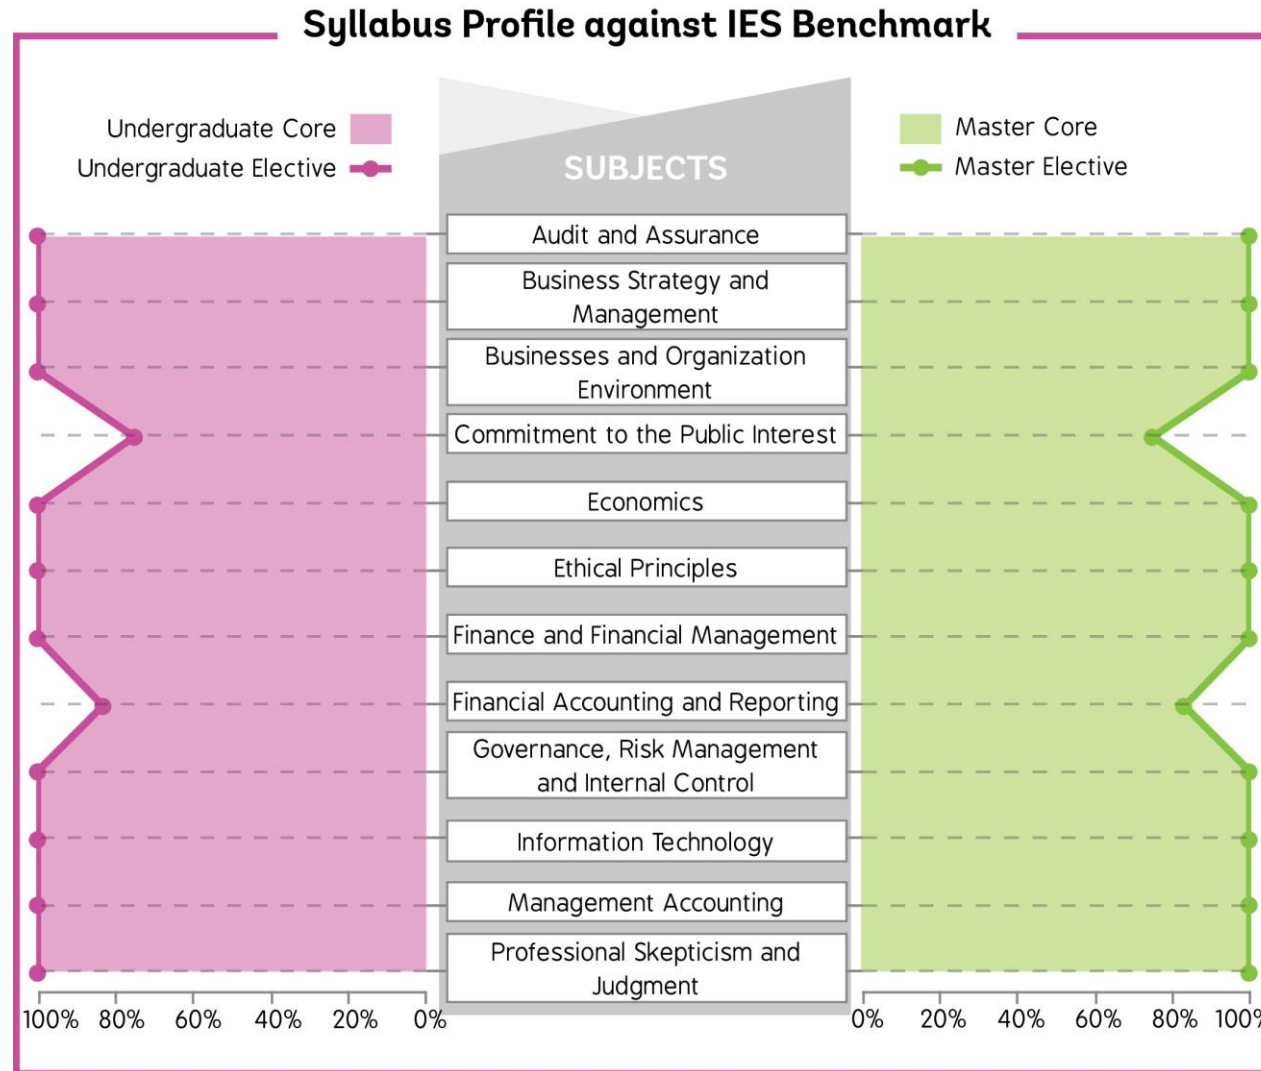 Syllabus Profile against IES Benchmark
Undergraduate Core
Undergraduate Elective
SUBJECTS
Master Core
Master Elective
Audit and Assurance
Business Strategy and
Management
Businesses and Organization
Environment
Commitment to the Public Interest
Economics
Ethical Principles
Finance and Financial Management
Financial Accounting and Reporting
Governance, Risk Management
and Internal Control
Information Technology
Management Accounting
Professional Skepticism and
Judgment
100% 80% 60% 40% 20% 0%
0% 20% 40% 60% 80% 100%